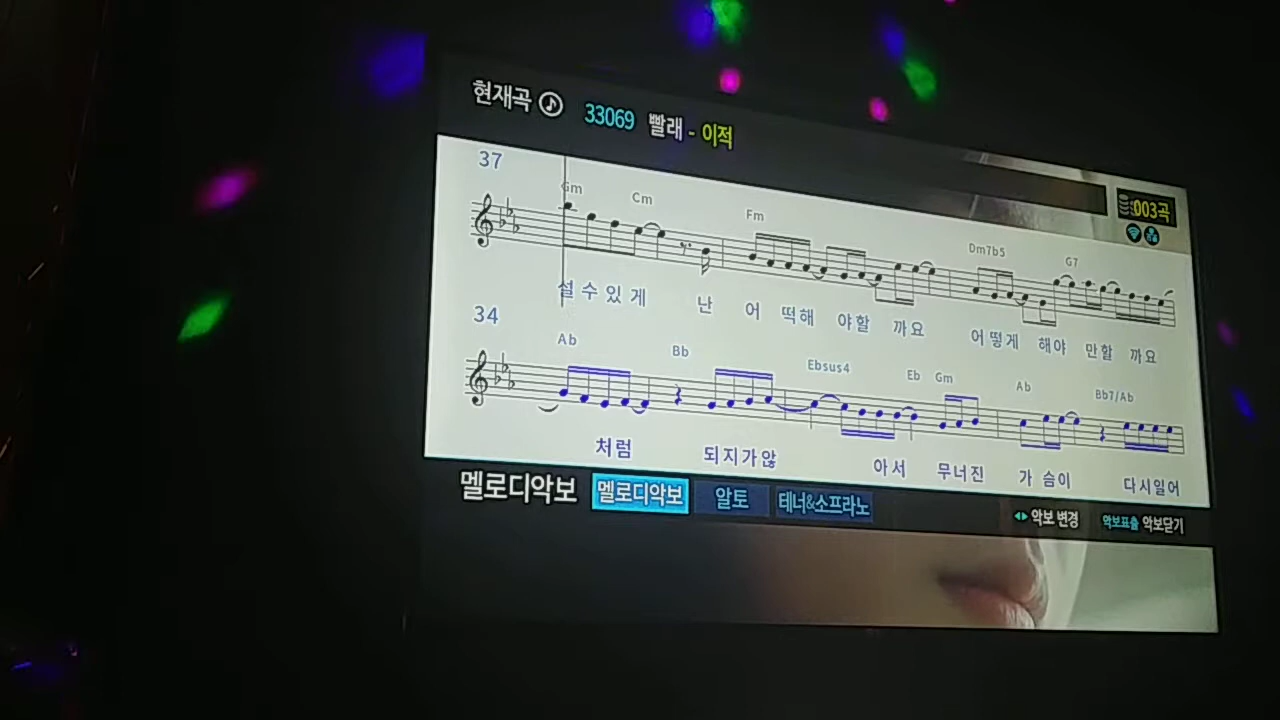 현재곡 33069 빨래 - 이적
003곡
37
Gm Cm Fm Dm7b5 G7
설수있게 난 어 떡해 야할 까요 어떻게 해야 만할 까요
34
Ab Bb Ebsus4 Eb Gm Ab Bb7/Ab
처럼 되지가않 아서 무너진 가 슴이 다시일어
멜로디악보 멜로디악보 알토 테너&소프라노 악보 변경 악보표출 악보닫기